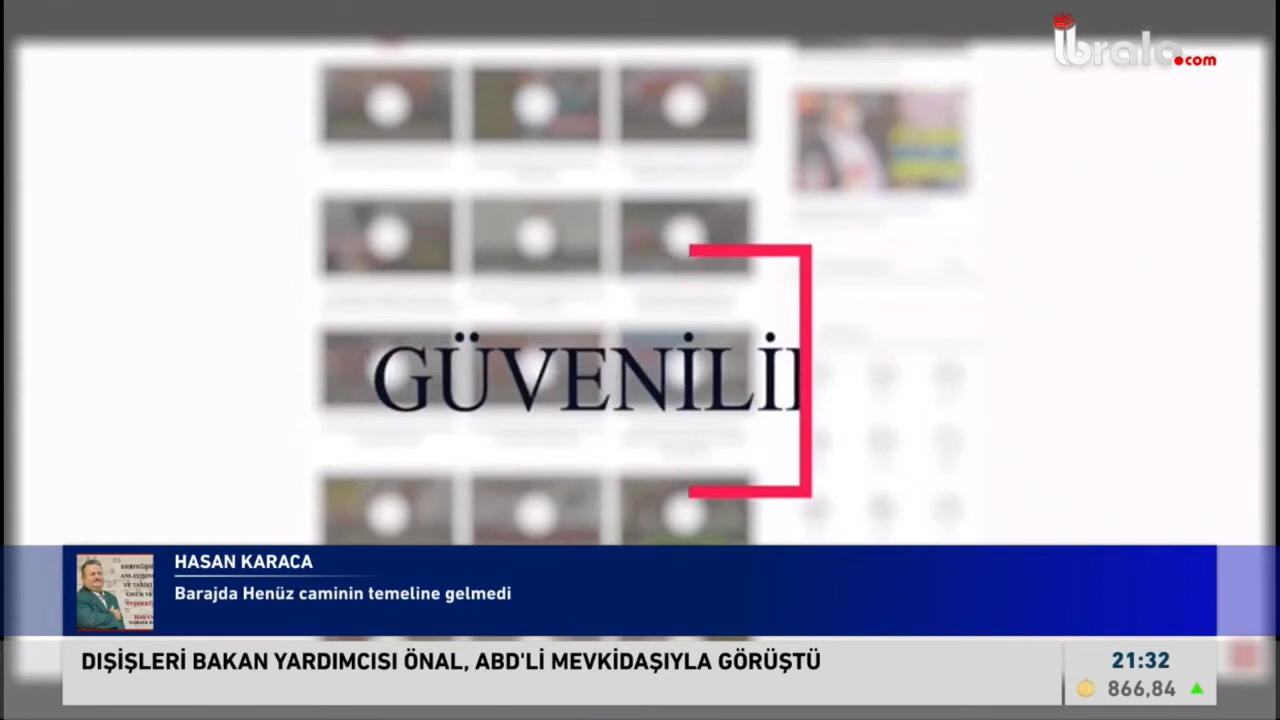 ibrala.com
GÜVENİLİ
HASAN KARACA
Barajda Henüz caminin temeline gelmedi
DIŞİŞLERİ BAKAN YARDIMCISI ÖNAL, ABD'Lİ MEVKİDAŞIYLA GÖRÜŞTÜ
21:32
866,84